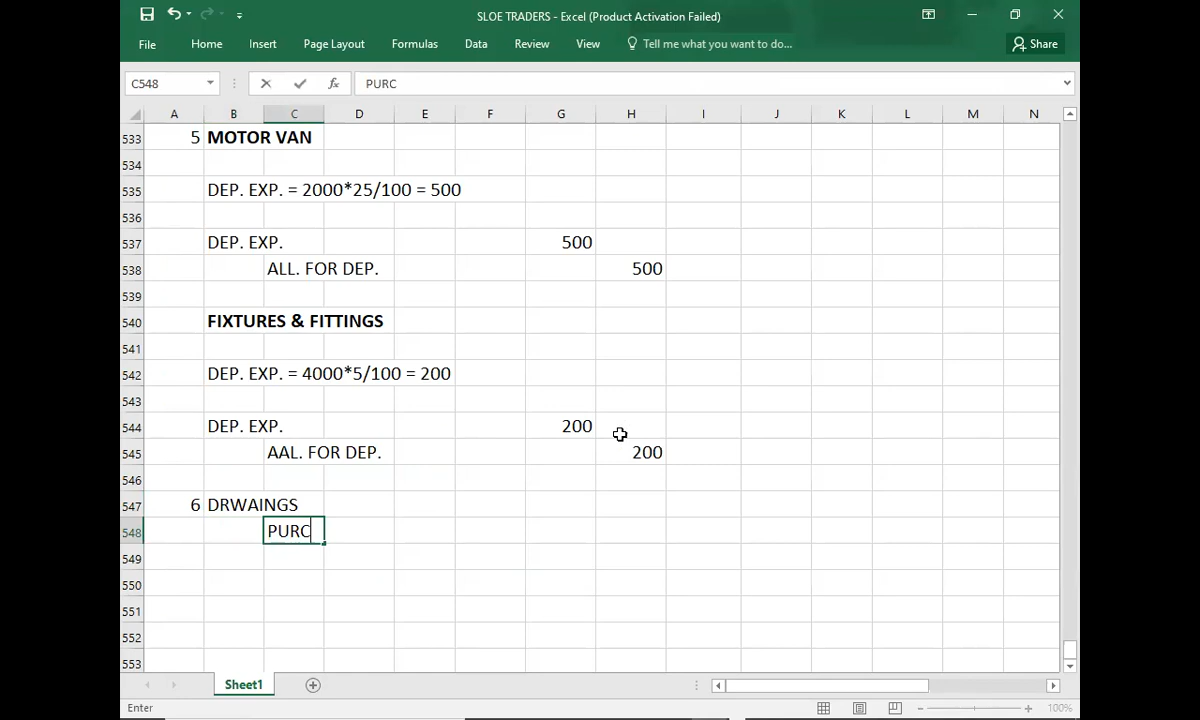 SLOE TRADERS - Excel (Product Activation Failed)
File Home Insert Page Layout Formulas Data Review View Tell me what you want to do... Share
C548 fx PURC
A B C D E F G H I J K L M N
533 5 MOTOR VAN
534
535 DEP. EXP. = 2000*25/100 = 500
536
537 DEP. EXP. 500
538 ALL. FOR DEP. 500
539
540 FIXTURES & FITTINGS
541
542 DEP. EXP. = 4000*5/100 = 200
543
544 DEP. EXP. 200
545 AAL. FOR DEP. 200
546
547 6 DRWAINGS
548 PURC
549
550
551
552
553
Sheet1
Enter 100%